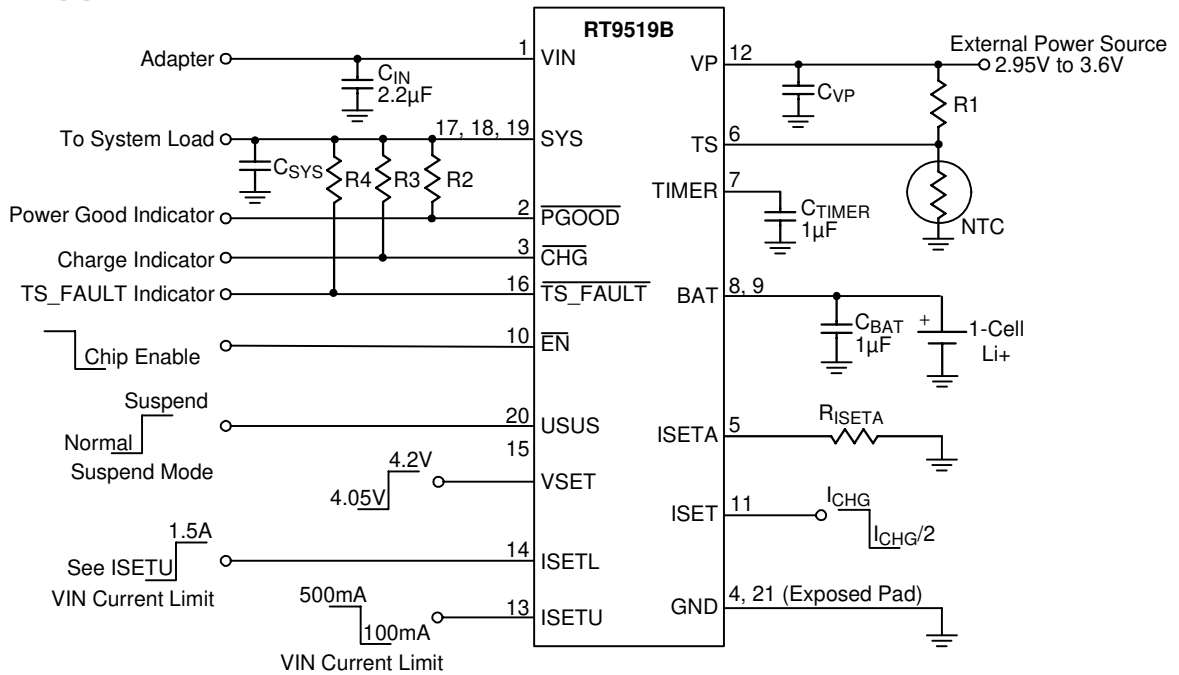 RT9519B
Adapter
1
VIN
C_IN
2.2µF
To System Load
17, 18, 19
SYS
C_SYS
R4
R3
R2
Power Good Indicator
2
PGOOD
Charge Indicator
3
CHG
TS_FAULT Indicator
16
TS_FAULT
Chip Enable
10
EN
Suspend
Normal
Suspend Mode
20
USUS
15
4.2V
4.05V
VSET
1.5A
See ISETU
VIN Current Limit
14
ISETL
500mA
100mA
VIN Current Limit
13
ISETU
VP
12
External Power Source
2.95V to 3.6V
C_VP
R1
TS
6
TIMER
7
C_TIMER
1µF
NTC
BAT
8, 9
C_BAT
1µF
+
1-Cell
Li+
ISETA
5
R_ISETA
ISET
11
I_CHG
I_CHG/2
GND
4, 21 (Exposed Pad)